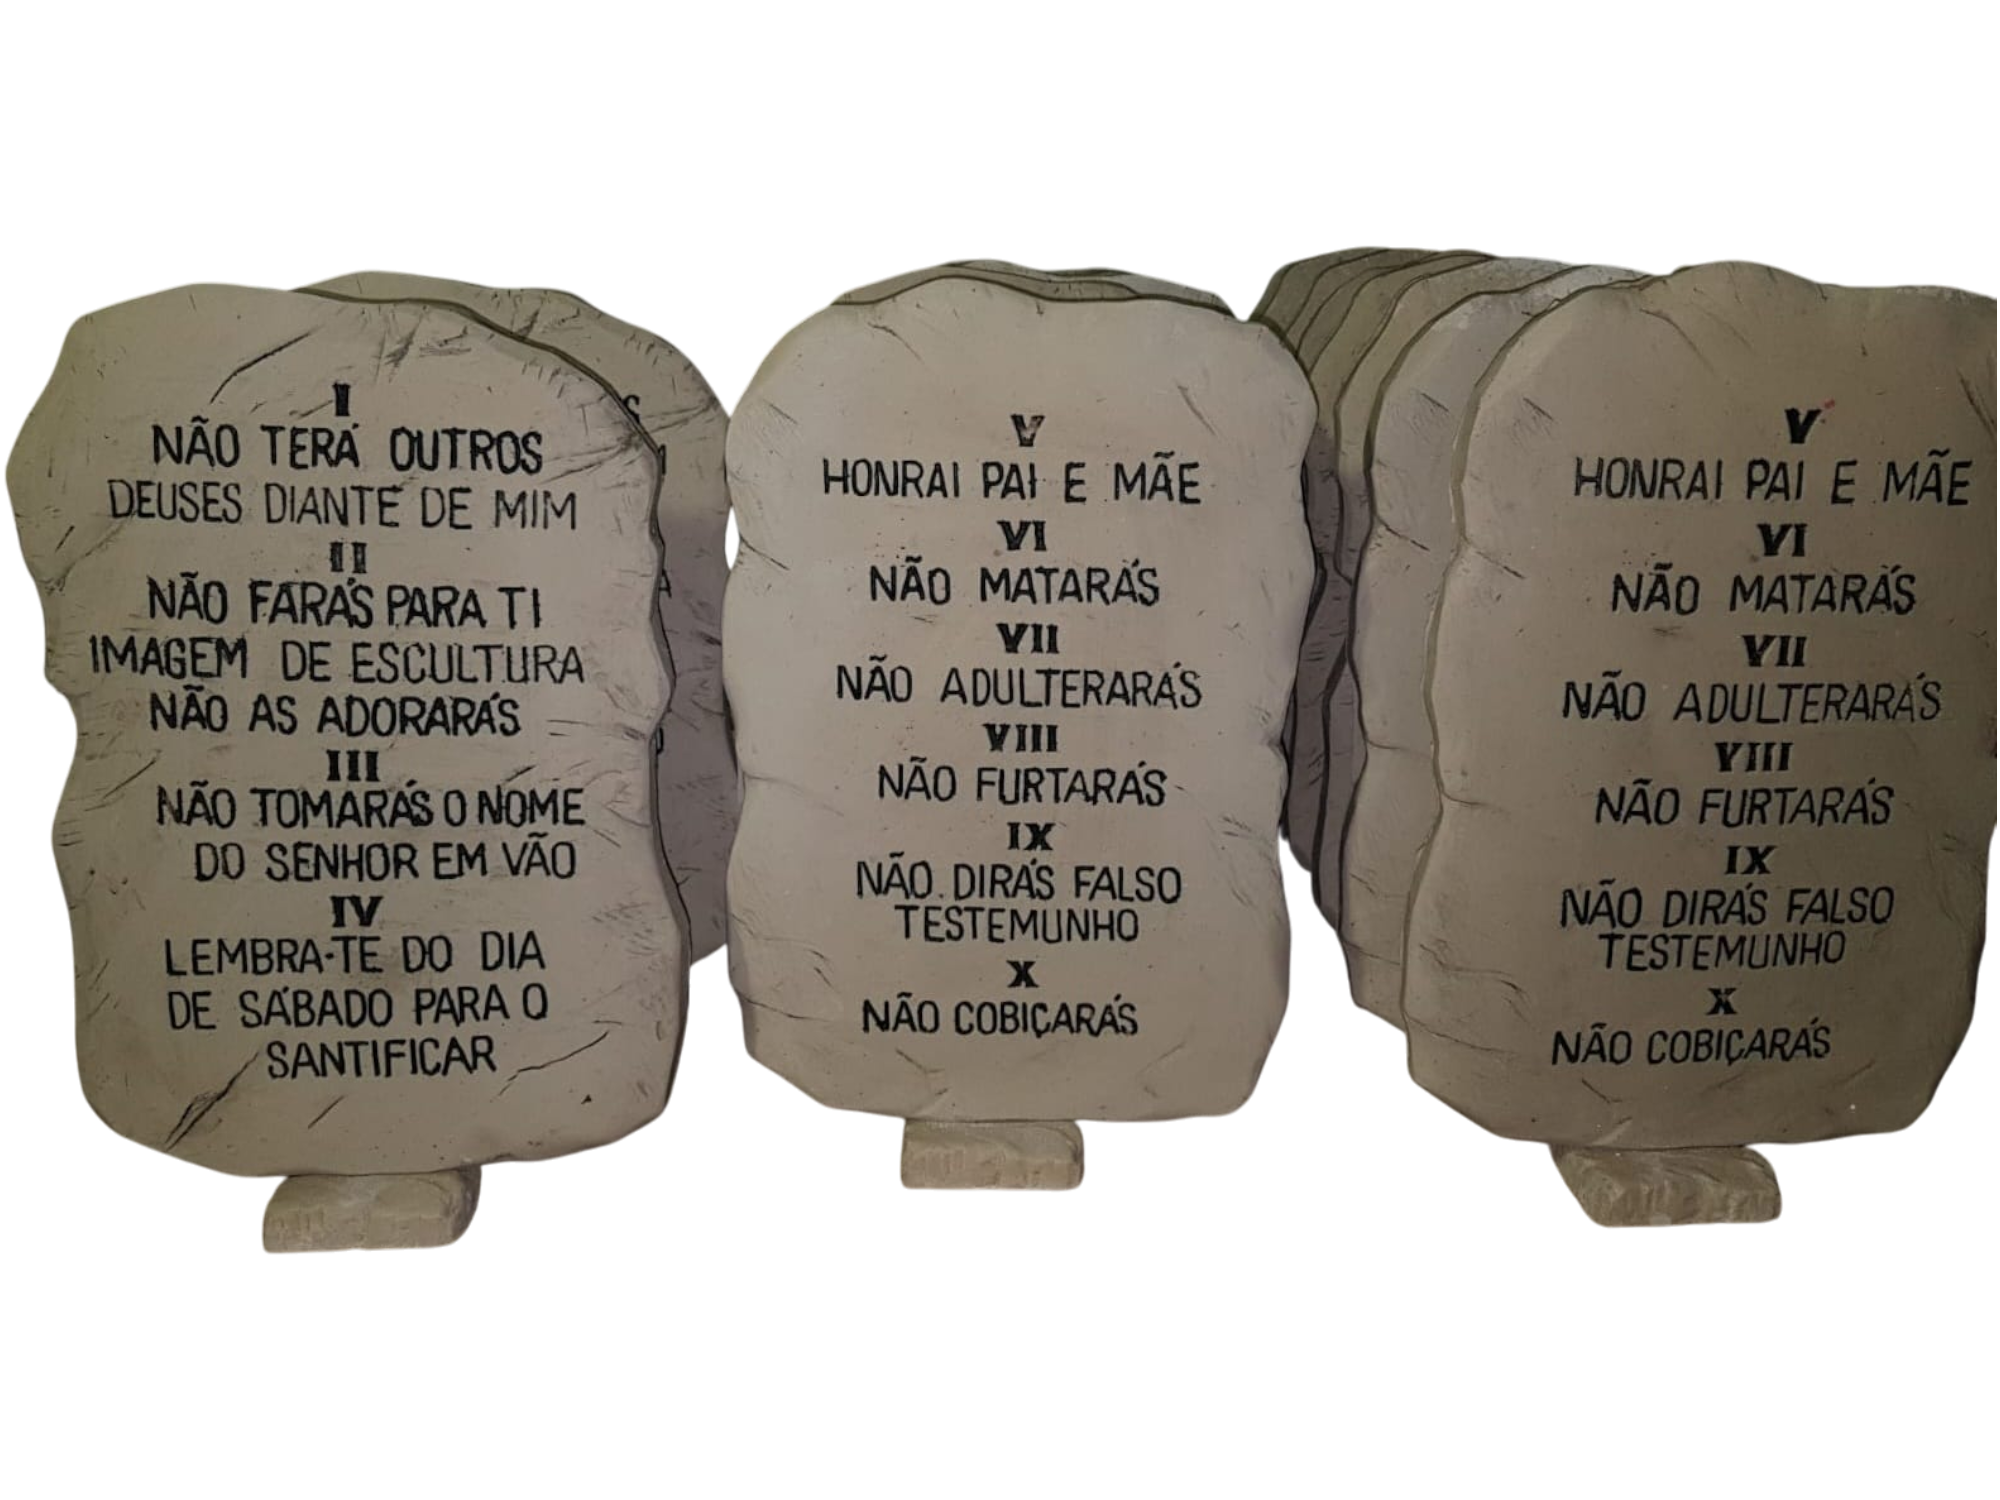 I
NÃO TERÁ OUTROS
DEUSES DIANTE DE MIM
II
NÃO FARÁS PARA TI
IMAGEM DE ESCULTURA
NÃO AS ADORARÁS
III
NÃO TOMARÁS O NOME
DO SENHOR EM VÃO
IV
LEMBRA-TE DO DIA
DE SÁBADO PARA O
SANTIFICAR
V
HONRAI PAI E MÃE
VI
NÃO MATARÁS
VII
NÃO ADULTERARÁS
VIII
NÃO FURTARÁS
IX
NÃO DIRÁS FALSO
TESTEMUNHO
X
NÃO COBIÇARÁS
V
HONRAI PAI E MÃE
VI
NÃO MATARÁS
VII
NÃO ADULTERARÁS
VIII
NÃO FURTARÁS
IX
NÃO DIRÁS FALSO
TESTEMUNHO
X
NÃO COBIÇARÁS